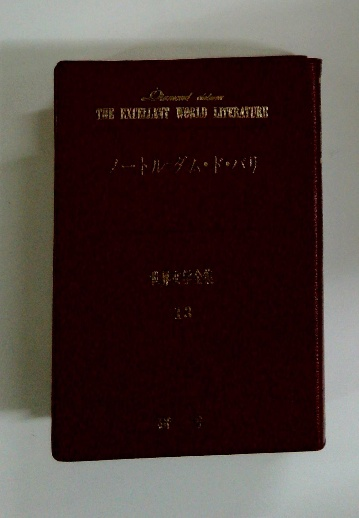 Diamond edition
THE EXCELLENT WORLD LITERATURE
ノートル・ダム・ド・パリ
世界文学全集
13